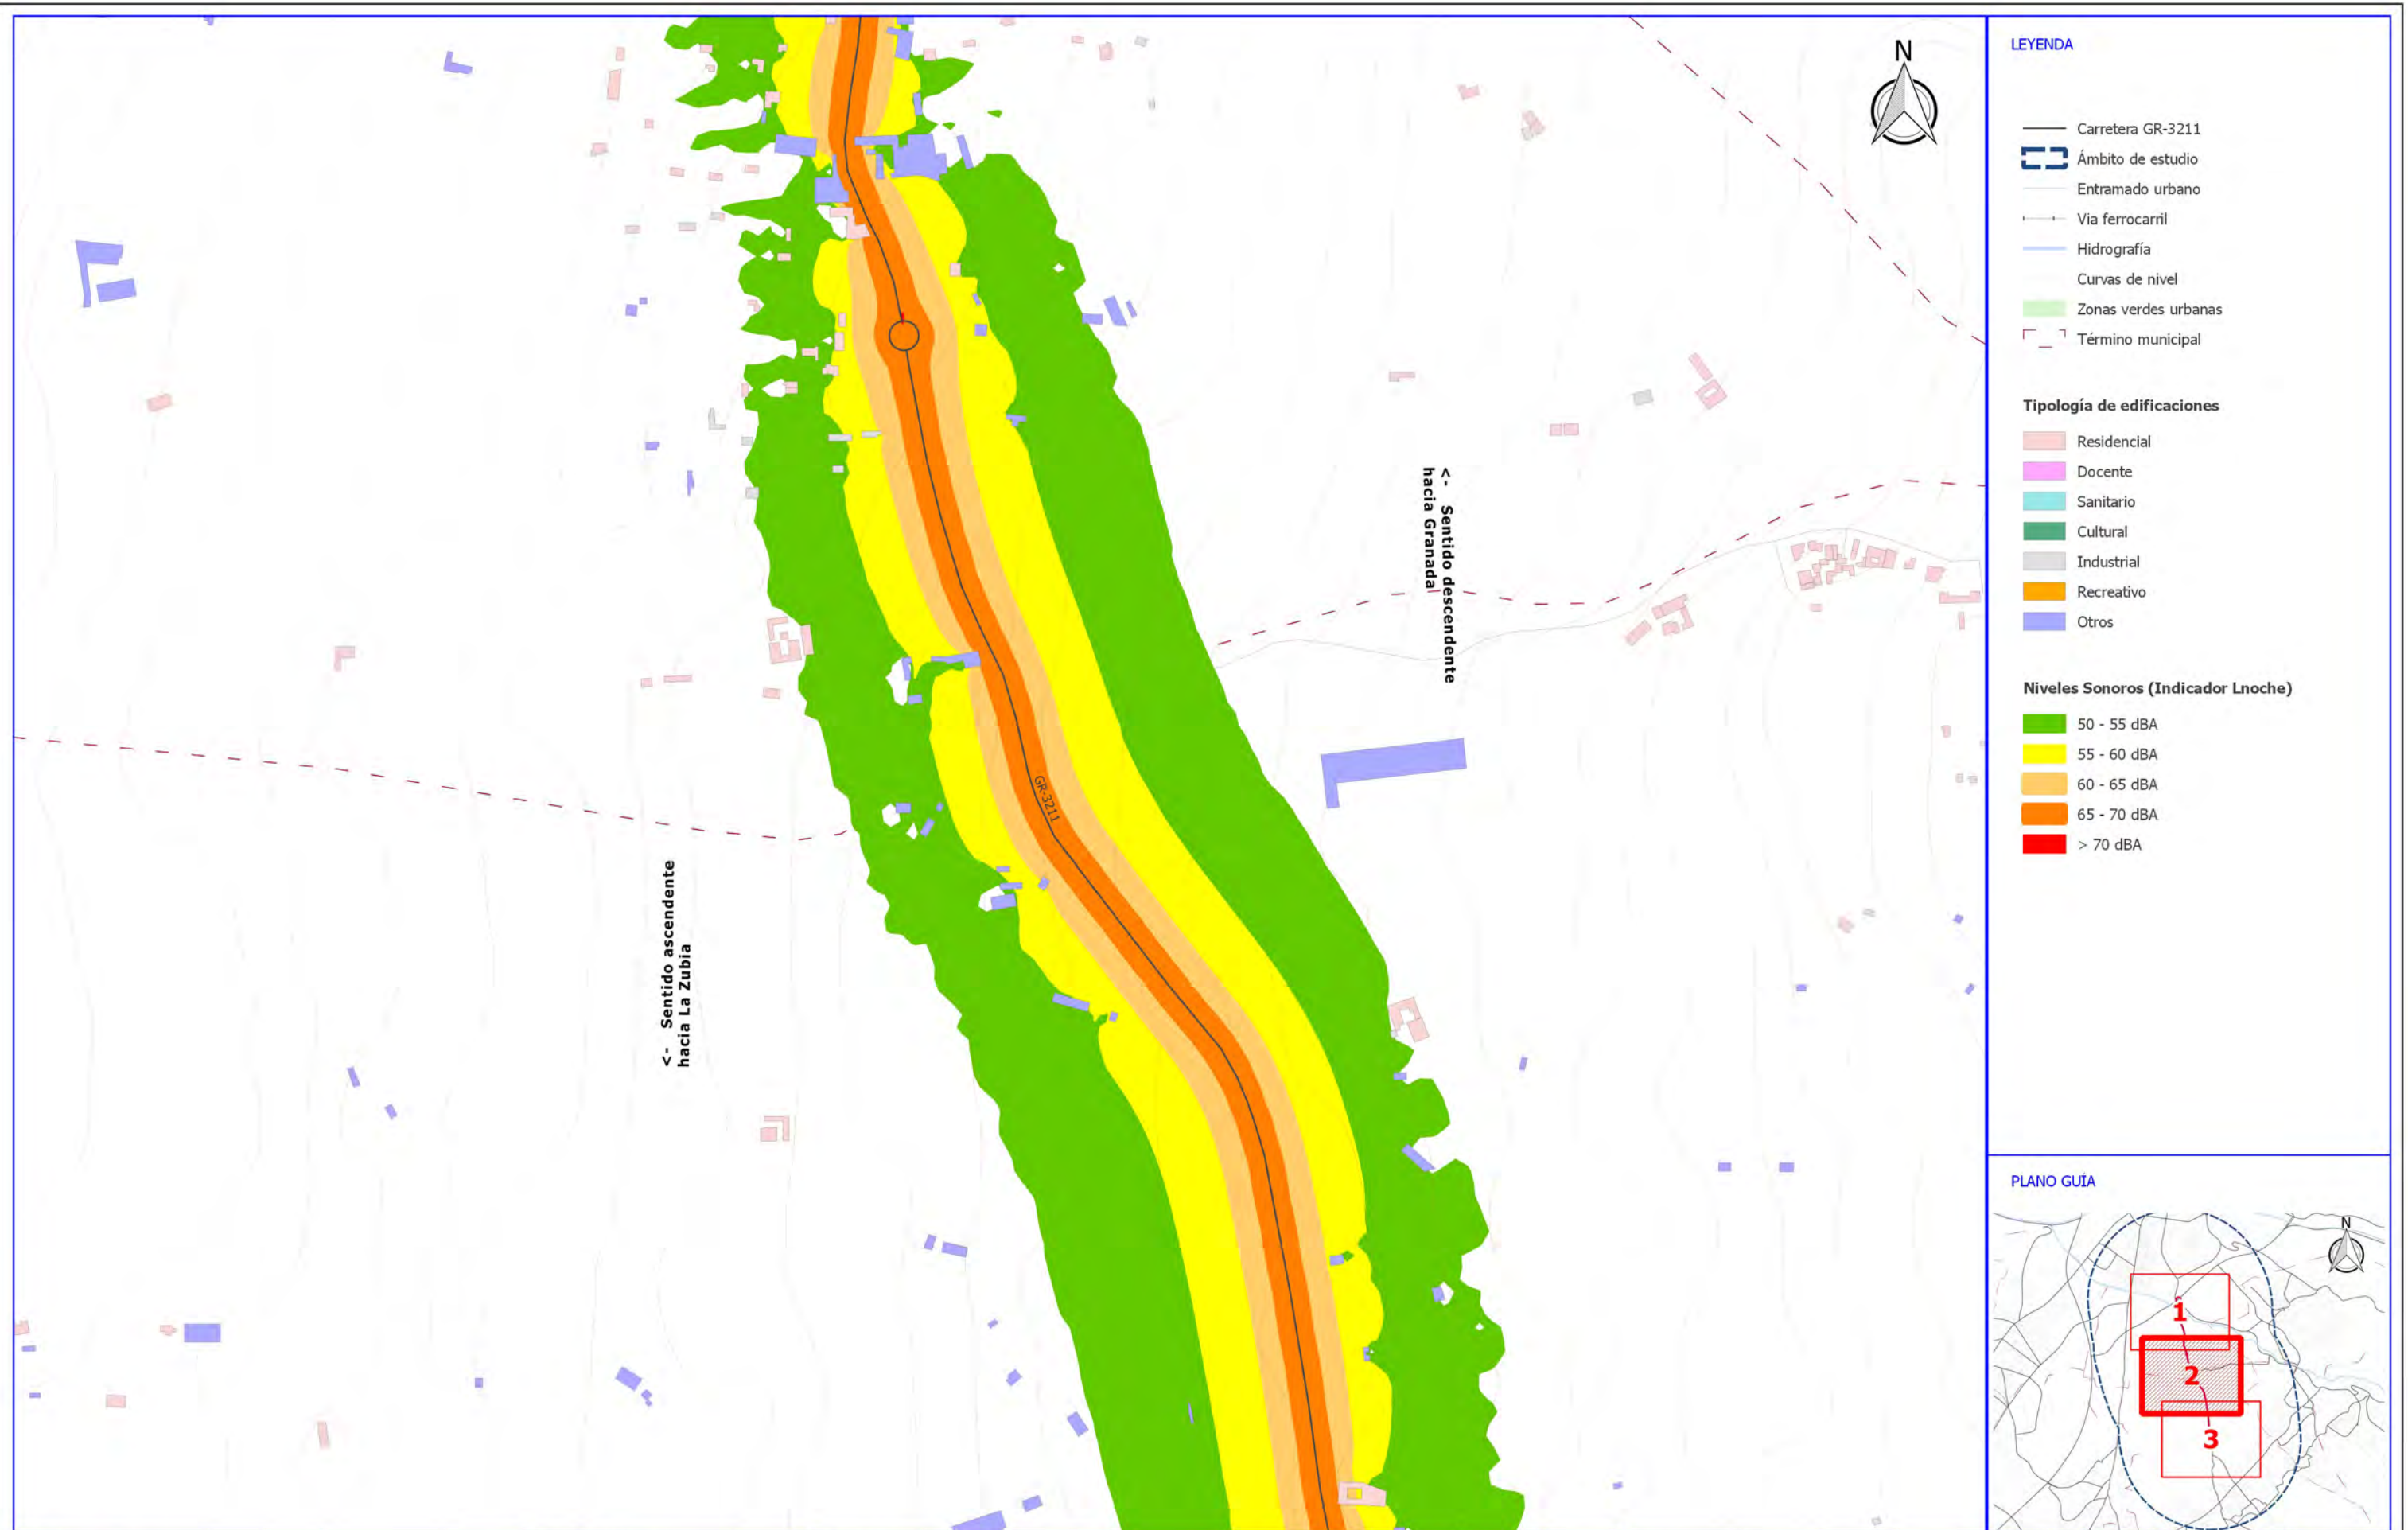 N
<- Sentido descendente
hacia Granada
GR-3211
<- Sentido ascendente
hacia La Zubia
LEYENDA
Carretera GR-3211
Ámbito de estudio
Entramado urbano
Via ferrocarril
Hidrografía
Curvas de nivel
Zonas verdes urbanas
Término municipal
Tipología de edificaciones
Residencial
Docente
Sanitario
Cultural
Industrial
Recreativo
Otros
Niveles Sonoros (Indicador Lnoche)
50 - 55 dBA
55 - 60 dBA
60 - 65 dBA
65 - 70 dBA
> 70 dBA
PLANO GUÍA
N
1
2
3